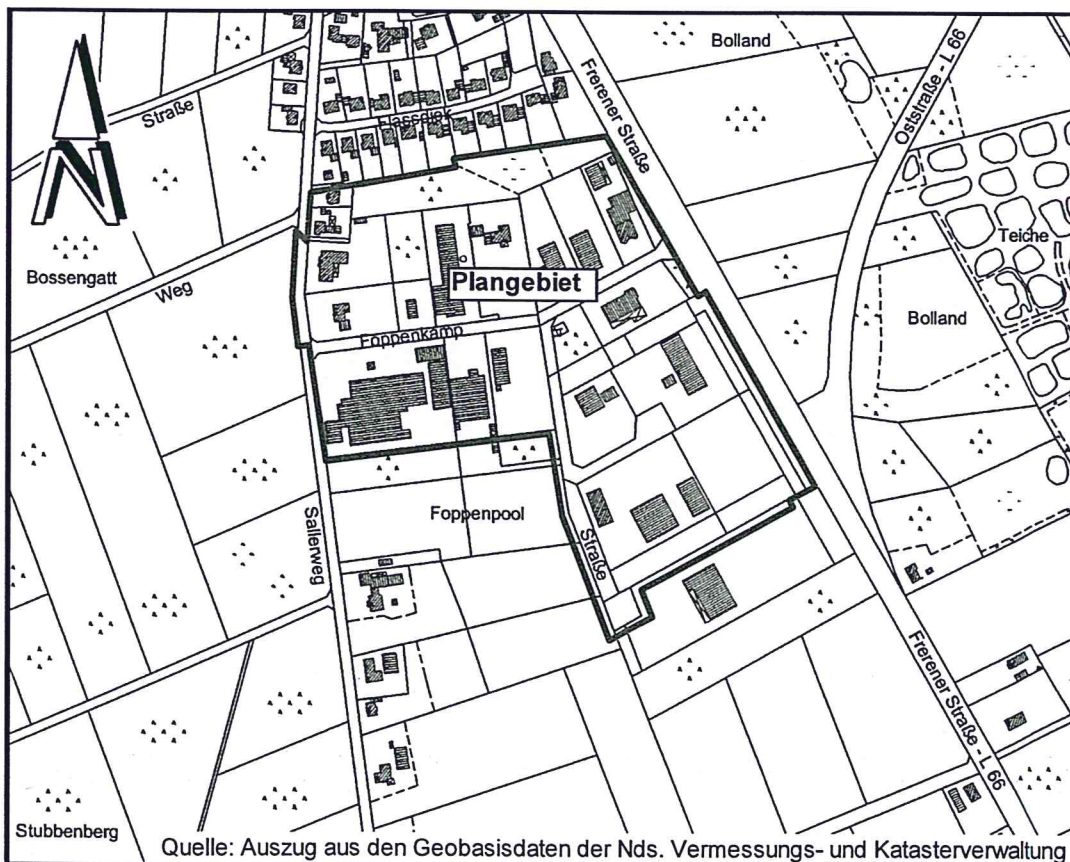 Bolland
Frerener Straße
Oststraße - L 66
Straße
Flassdiek
N
Teiche
Bossengatt
Weg
Plangebiet
Bolland
Foppenkamp
Foppenpool
Sallerweg
Straße
Frerener Straße - L 66
Stubbenberg
Quelle: Auszug aus den Geobasisdaten der Nds. Vermessungs- und Katasterverwaltung